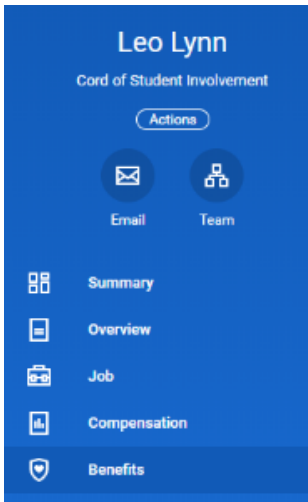 Leo Lynn
Cord of Student Involvement
Actions
Email Team
Summary
Overview
Job
Compensation
Benefits